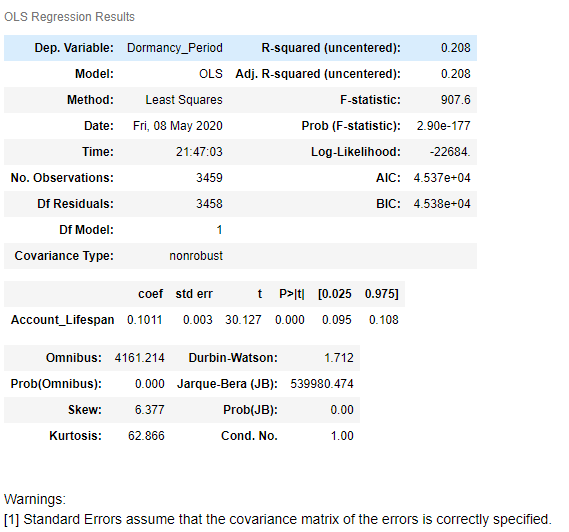 OLS Regression Results
Dep. Variable: Dormancy_Period R-squared (uncentered): 0.208
Model: OLS Adj. R-squared (uncentered): 0.208
Method: Least Squares F-statistic: 907.6
Date: Fri, 08 May 2020 Prob (F-statistic): 2.90e-177
Time: 21:47:03 Log-Likelihood: -22684.
No. Observations: 3459 AIC: 4.537e+04
Df Residuals: 3458 BIC: 4.538e+04
Df Model: 1
Covariance Type: nonrobust
coef std err t P>|t| [0.025 0.975]
Account_Lifespan 0.1011 0.003 30.127 0.000 0.095 0.108
Omnibus: 4161.214 Durbin-Watson: 1.712
Prob(Omnibus): 0.000 Jarque-Bera (JB): 539980.474
Skew: 6.377 Prob(JB): 0.00
Kurtosis: 62.866 Cond. No. 1.00
Warnings:
[1] Standard Errors assume that the covariance matrix of the errors is correctly specified.